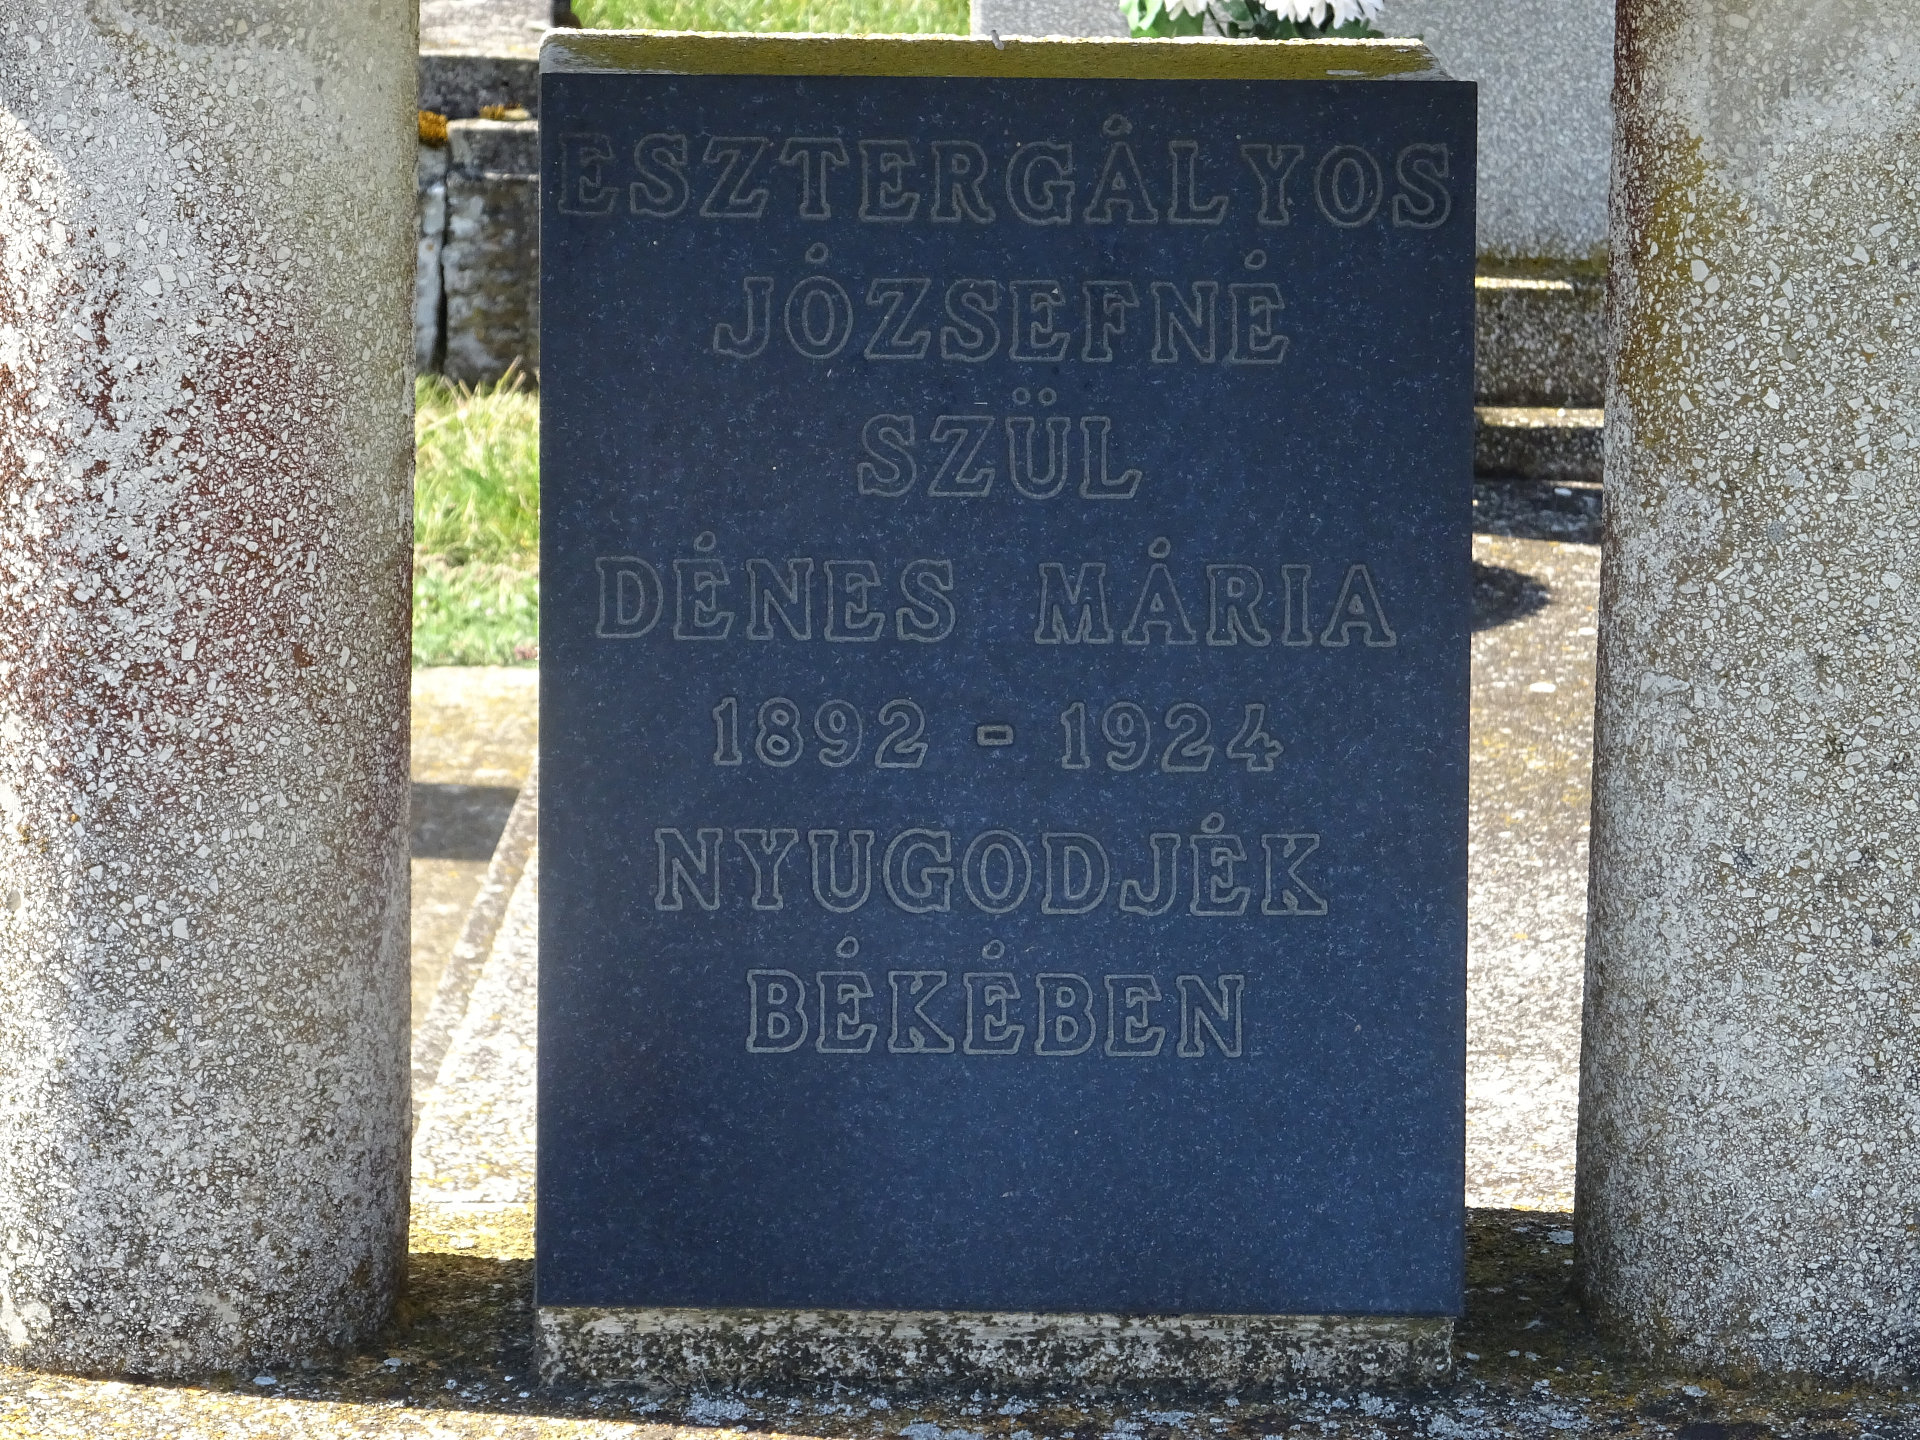 ESZTERGÁLYOS
JÓZSEFNÉ
SZÜL
DÉNES MÁRIA
1892 - 1924
NYUGODJÉK
BÉKÉBEN